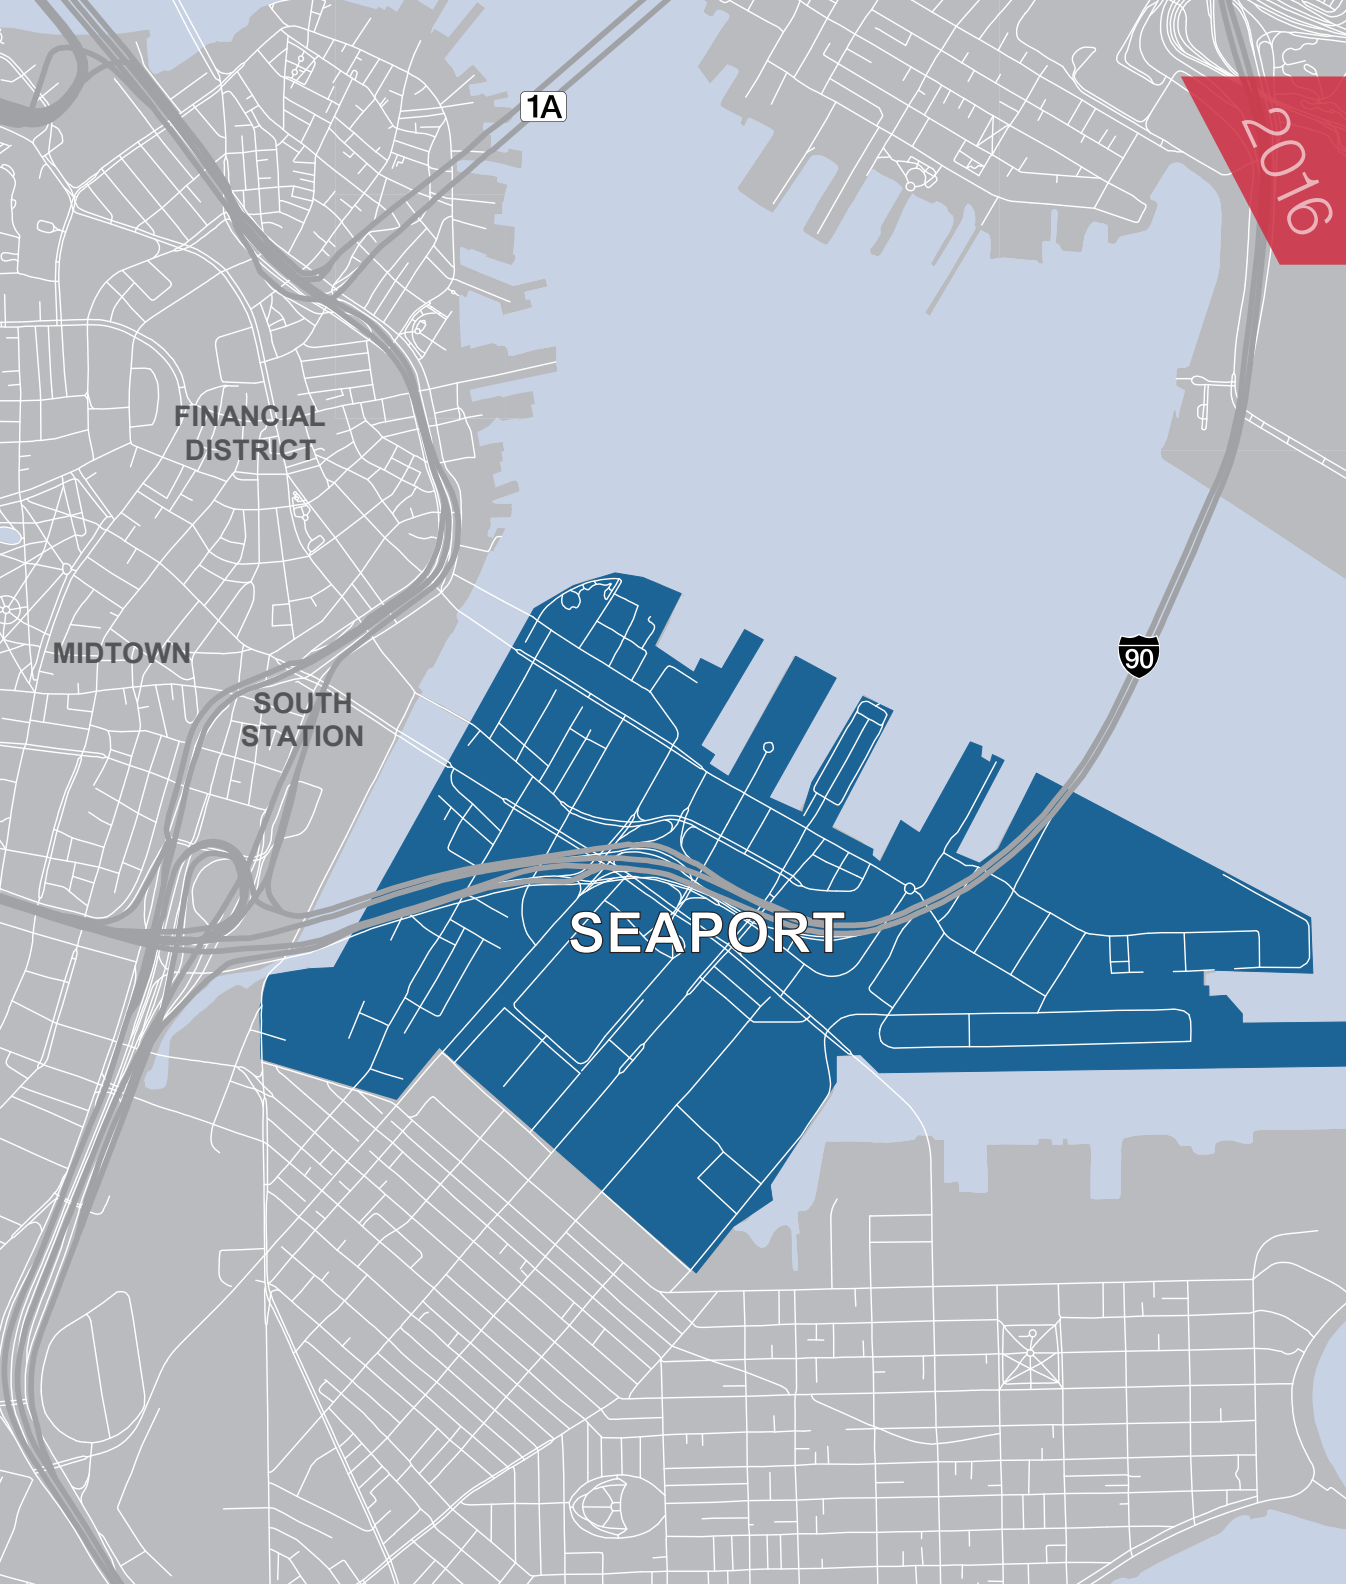 1A
2016
FINANCIAL
DISTRICT
MIDTOWN
90
SOUTH
STATION
SEAPORT